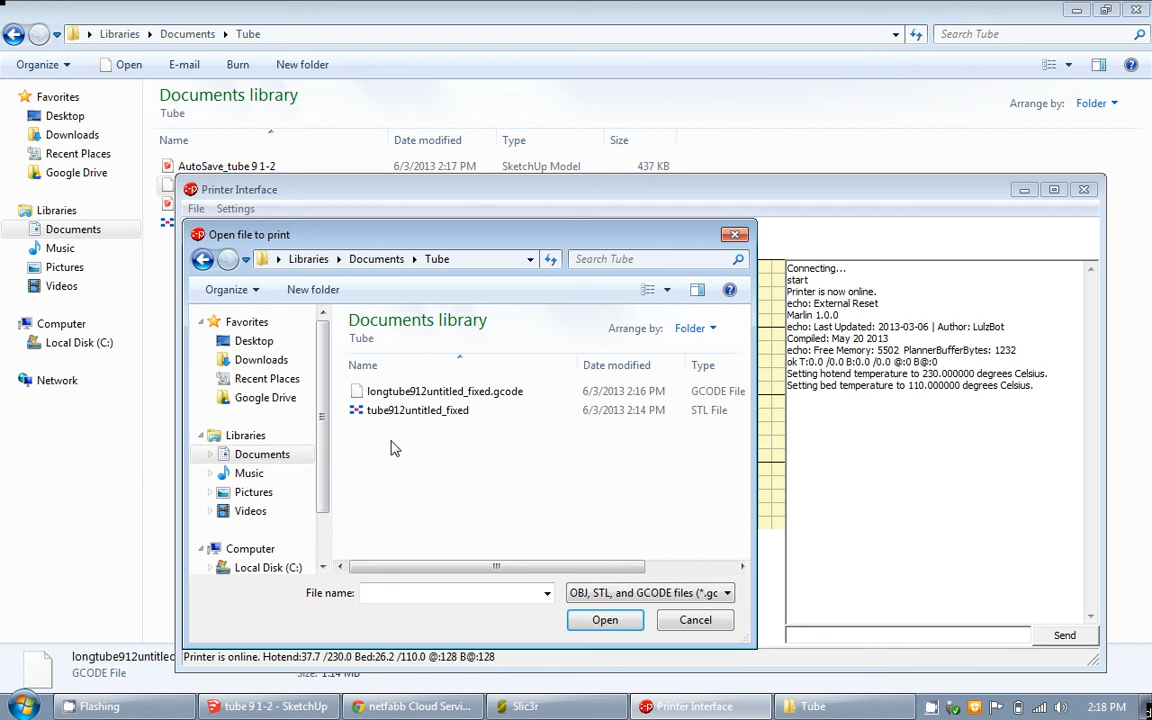 Libraries Documents Tube
Search Tube
Organize Open E-mail Burn New folder
Favorites
Desktop
Downloads
Recent Places
Google Drive
Libraries
Documents
Music
Pictures
Videos
Computer
Local Disk (C:)
Network
Documents library
Tube
Arrange by: Folder
Name Date modified Type Size
AutoSave_tube 9 1-2 6/3/2013 2:17 PM SketchUp Model 437 KB
Printer Interface
File Settings
Open file to print
Libraries Documents Tube
Search Tube
Organize New folder
Favorites
Desktop
Downloads
Recent Places
Google Drive
Libraries
Documents
Music
Pictures
Videos
Computer
Local Disk (C:)
Documents library
Tube
Arrange by: Folder
Name Date modified Type
longtube912untitled_fixed.gcode 6/3/2013 2:16 PM GCODE File
tube912untitled_fixed 6/3/2013 2:14 PM STL File
File name:
OBJ, STL, and GCODE files (*.gc
Open Cancel
Connecting...
start
Printer is now online.
echo: External Reset
Marlin 1.0.0
echo: Last Updated: 2013-03-06 | Author: LulzBot
Compiled: May 20 2013
echo: Free Memory: 5502 PlannerBufferBytes: 1232
ok T:0.0 /0.0 B:0.0 /0.0 @:0 B@:0
Setting hotend temperature to 230.000000 degrees Celsius.
Setting bed temperature to 110.000000 degrees Celsius.
Send
Printer is online. Hotend:37.7 /230.0 Bed:26.2 /110.0 @:128 B@:128
longtube912untitled
GCODE File
Size: 1.14 MB
Flashing
tube 9 1-2 - SketchUp
netfabb Cloud Servi...
Slic3r
Printer Interface
Tube
2:18 PM